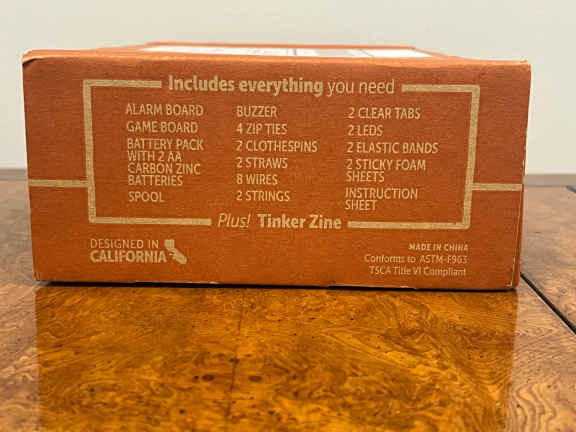 Includes everything you need
ALARM BOARD
GAME BOARD
BATTERY PACK
WITH 2 AA
CARBON ZINC
BATTERIES
SPOOL
BUZZER
4 ZIP TIES
2 CLOTHESPINS
2 STRAWS
8 WIRES
2 STRINGS
2 CLEAR TABS
2 LEDS
2 ELASTIC BANDS
2 STICKY FOAM
SHEETS
INSTRUCTION
SHEET
Plus! Tinker Zine
DESIGNED IN
CALIFORNIA
MADE IN CHINA
Conforms to ASTM-F963
TSCA Title VI Compliant